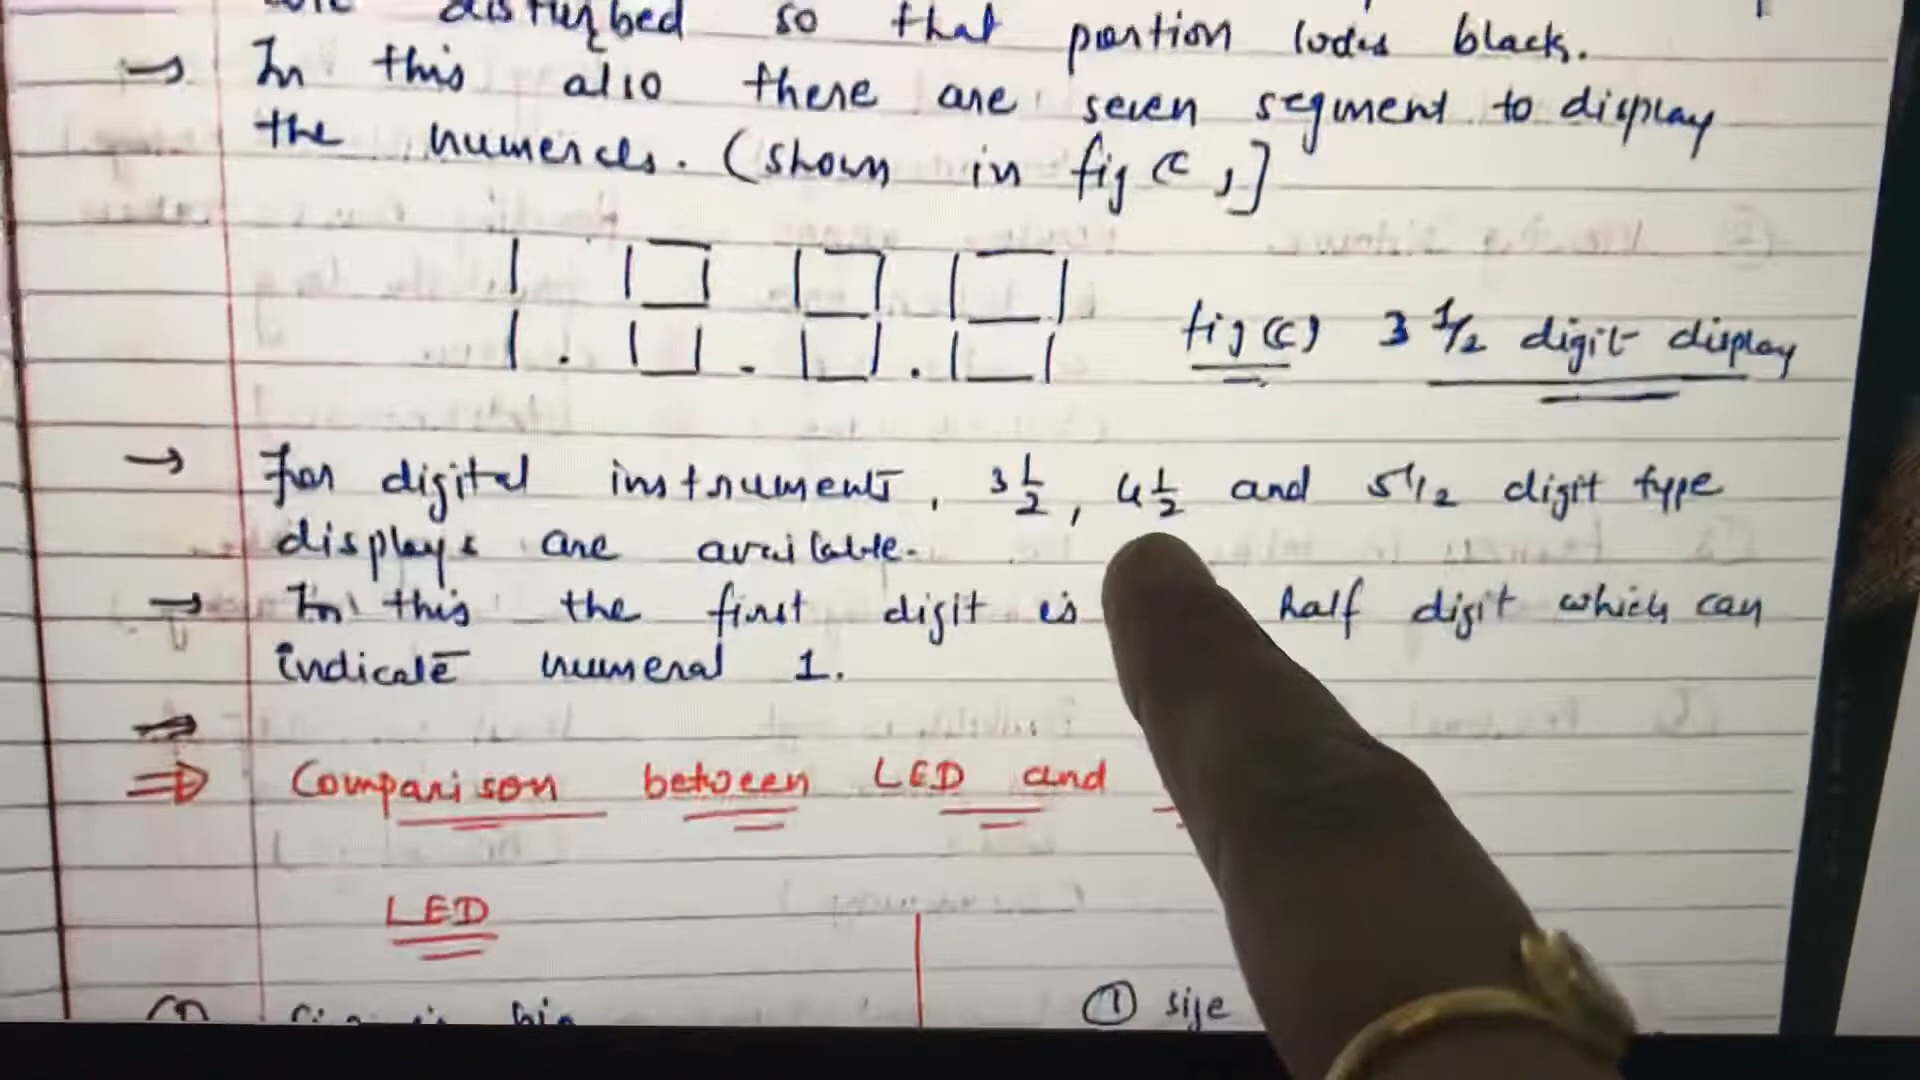 disturbed so that portion looks black.
→ In this also there are seven segment to display
the numerals. (shown in fig (c)]
fig (c) 3 1/2 digit display
→ For digital instruments, 3 1/2, 4 1/2 and 5 1/2 digit type
displays are available.
→ In this the first digit is half digit which can
indicate numeral 1.
⇒ Comparison between LED and
LED
① size